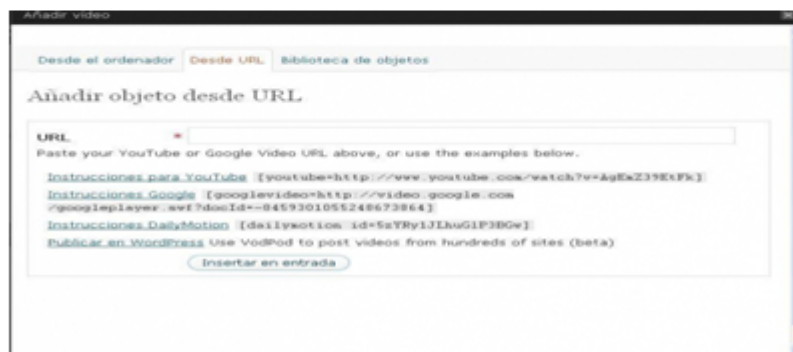 Añadir vídeo
Desde el ordenador Desde URL Biblioteca de objetos
Añadir objeto desde URL
URL *
Paste your YouTube or Google Video URL above, or use the examples below.
Instrucciones para YouTube [youtube=http://www.youtube.com/watch?v=AgEmZ39EtFk]
Instrucciones Google [googlevideo=http://video.google.com
/googleplayer.swf?docId=-8459301055248673864]
Instrucciones DailyMotion [dailymotion id=5zYRy1JLhuGlP3BGw]
Publicar en WordPress Use VodPod to post videos from hundreds of sites (beta)
Insertar en entrada